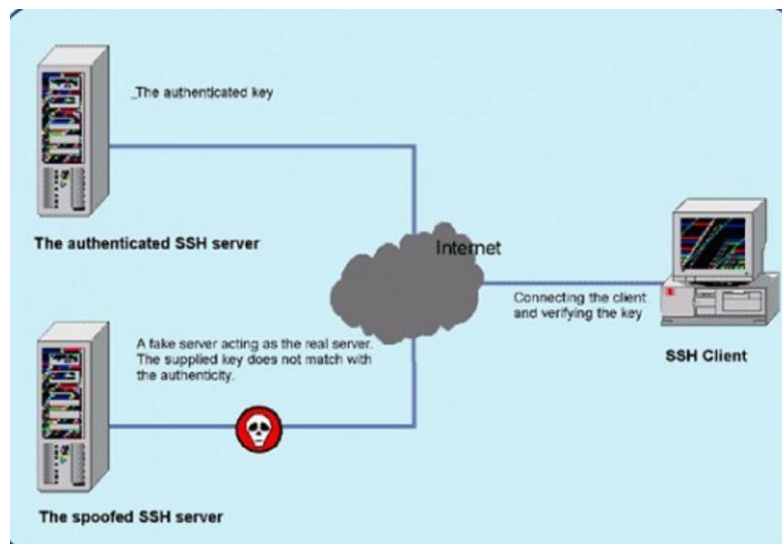 _The authenticated key
The authenticated SSH server
Internet
Connecting the client
and verifying the key
SSH Client
A fake server acting as the real server.
The supplied key does not match with
the authenticity.
The spoofed SSH server